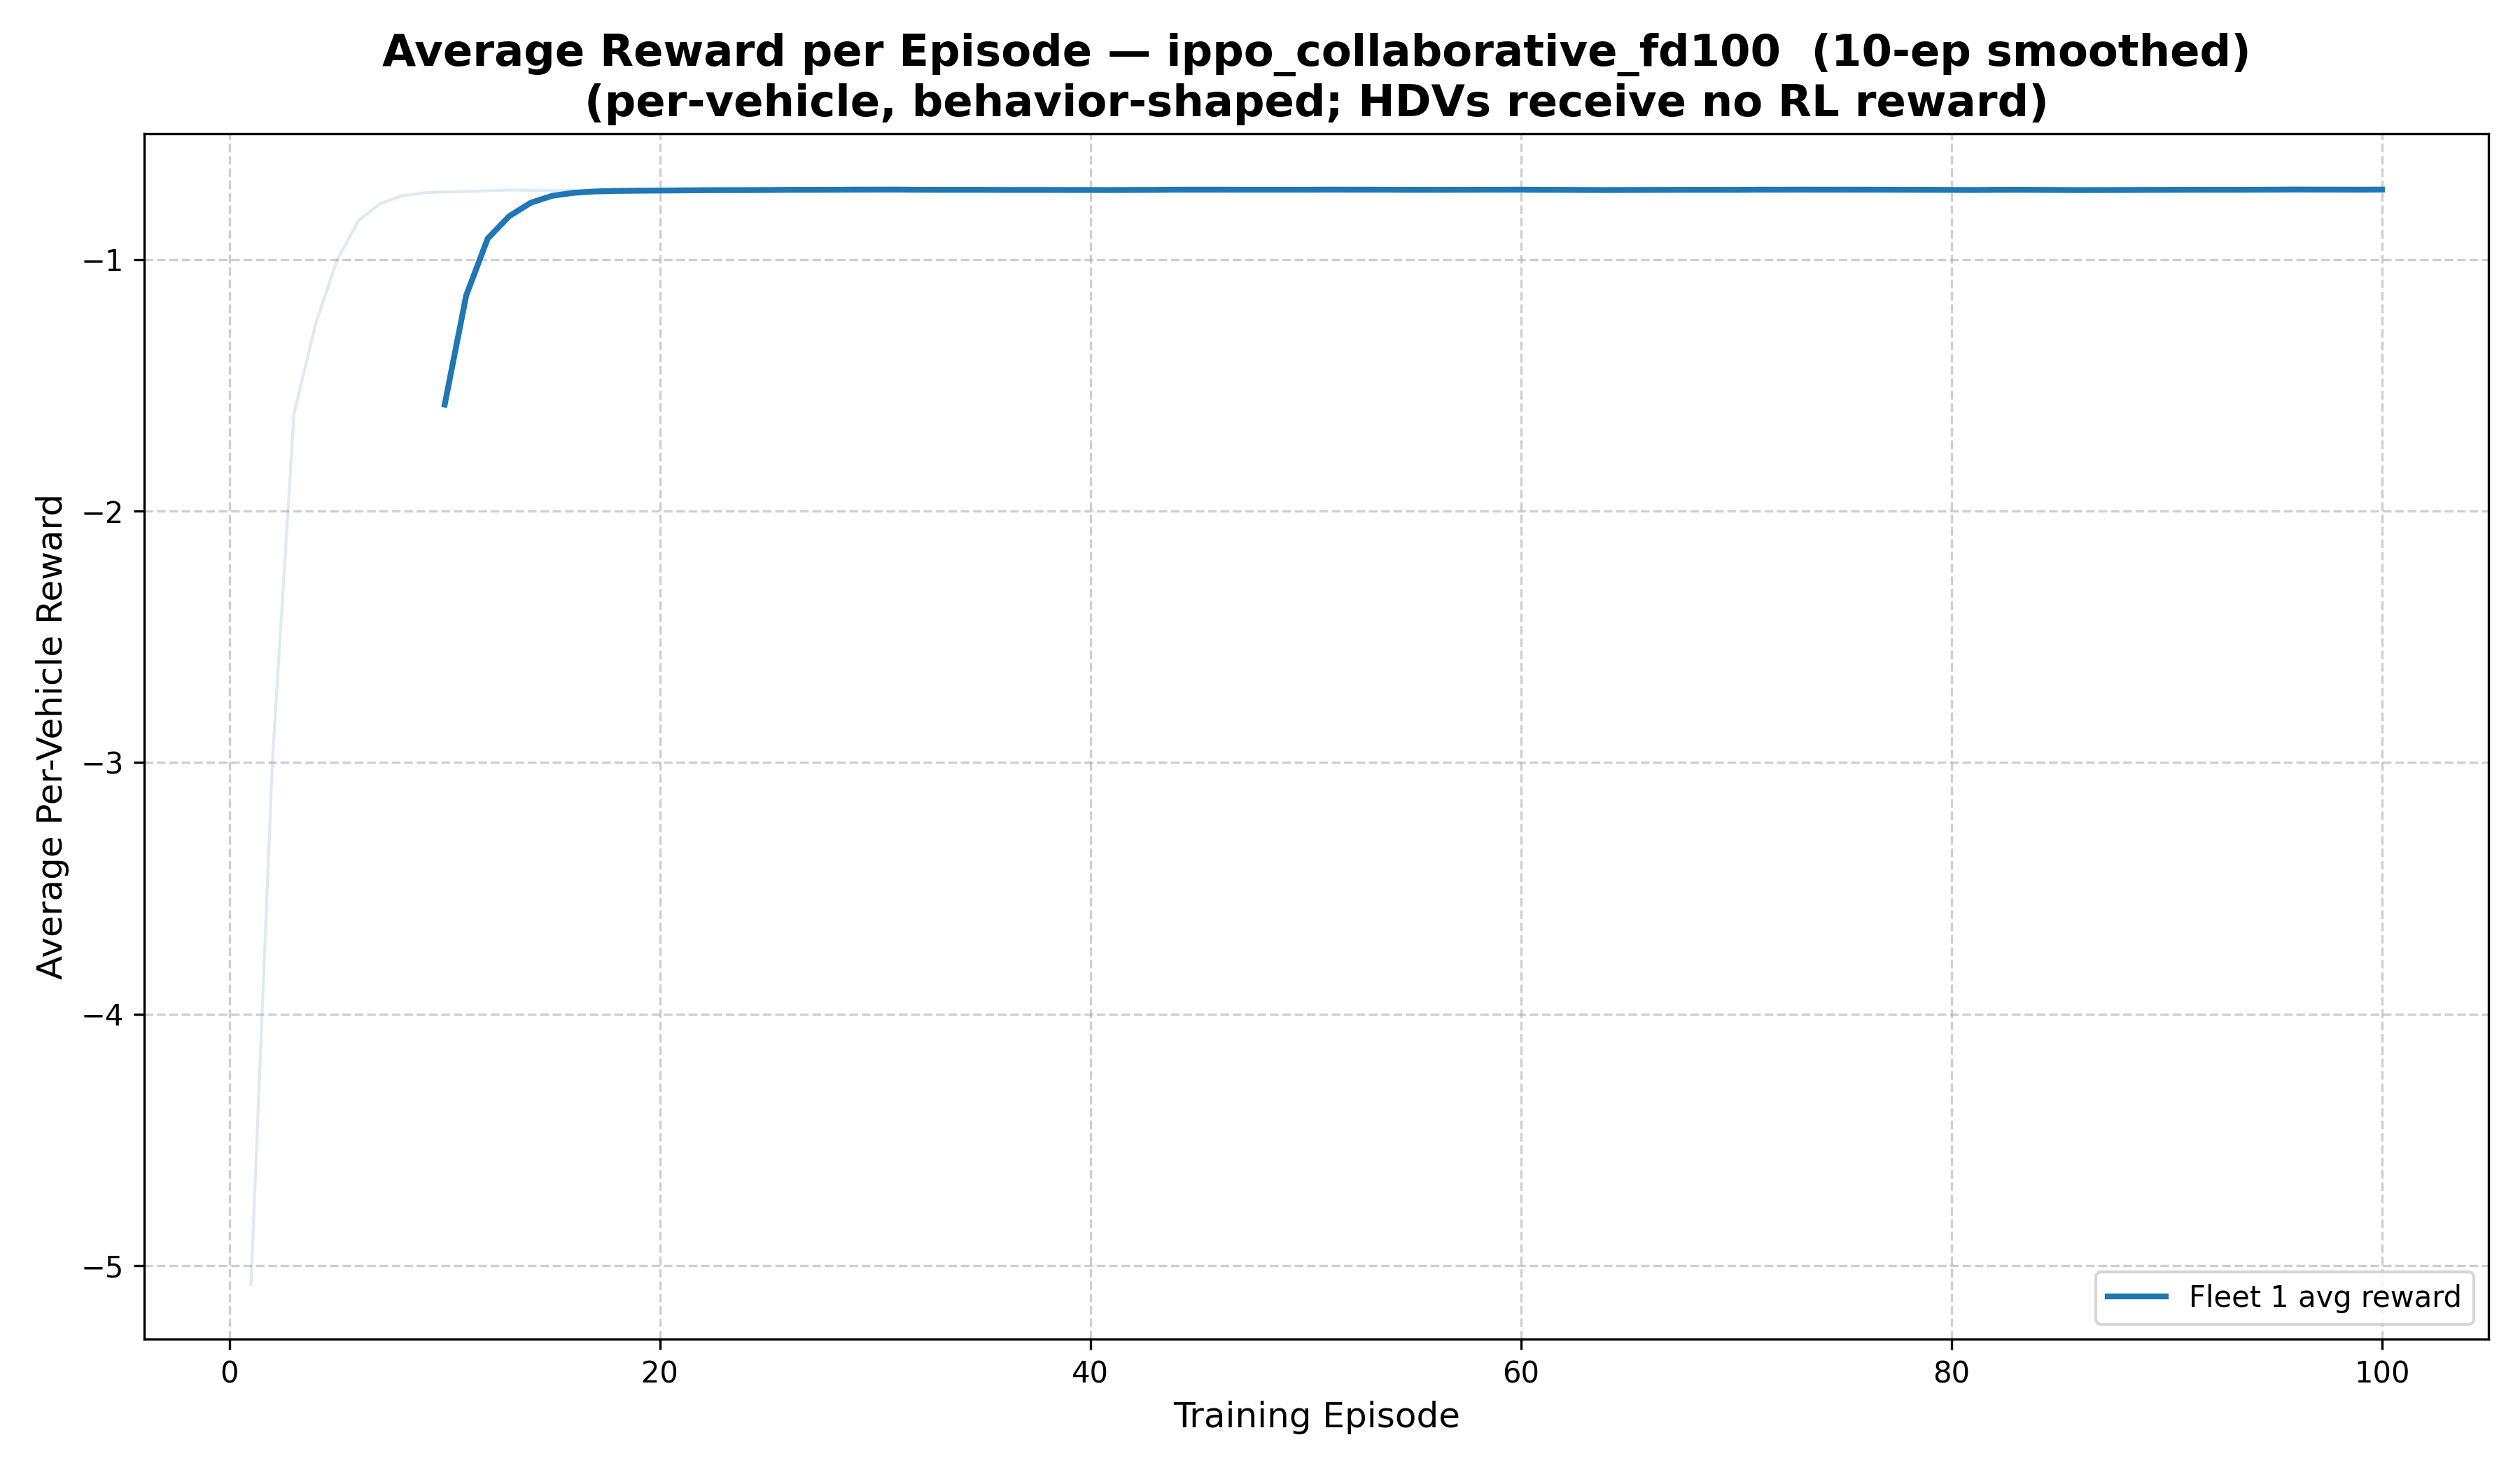 Average Reward per Episode — ippo_collaborative_fd100 (10-ep smoothed)
(per-vehicle, behavior-shaped; HDVs receive no RL reward)
Average Per-Vehicle Reward
−1
−2
−3
−4
−5
Fleet 1 avg reward
0
20
40
60
80
100
Training Episode